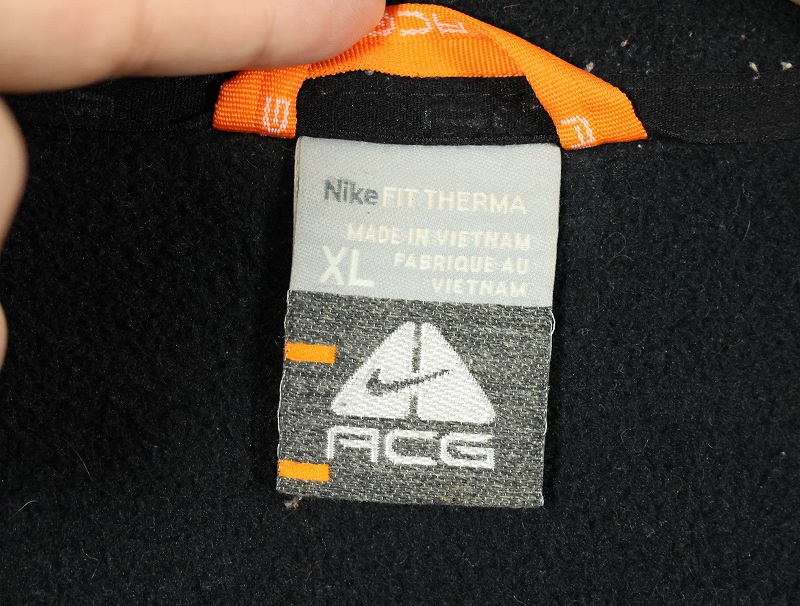 Nike FIT THERMA
MADE IN VIETNAM
XL
FABRIQUE AU
VIETNAM
ACG